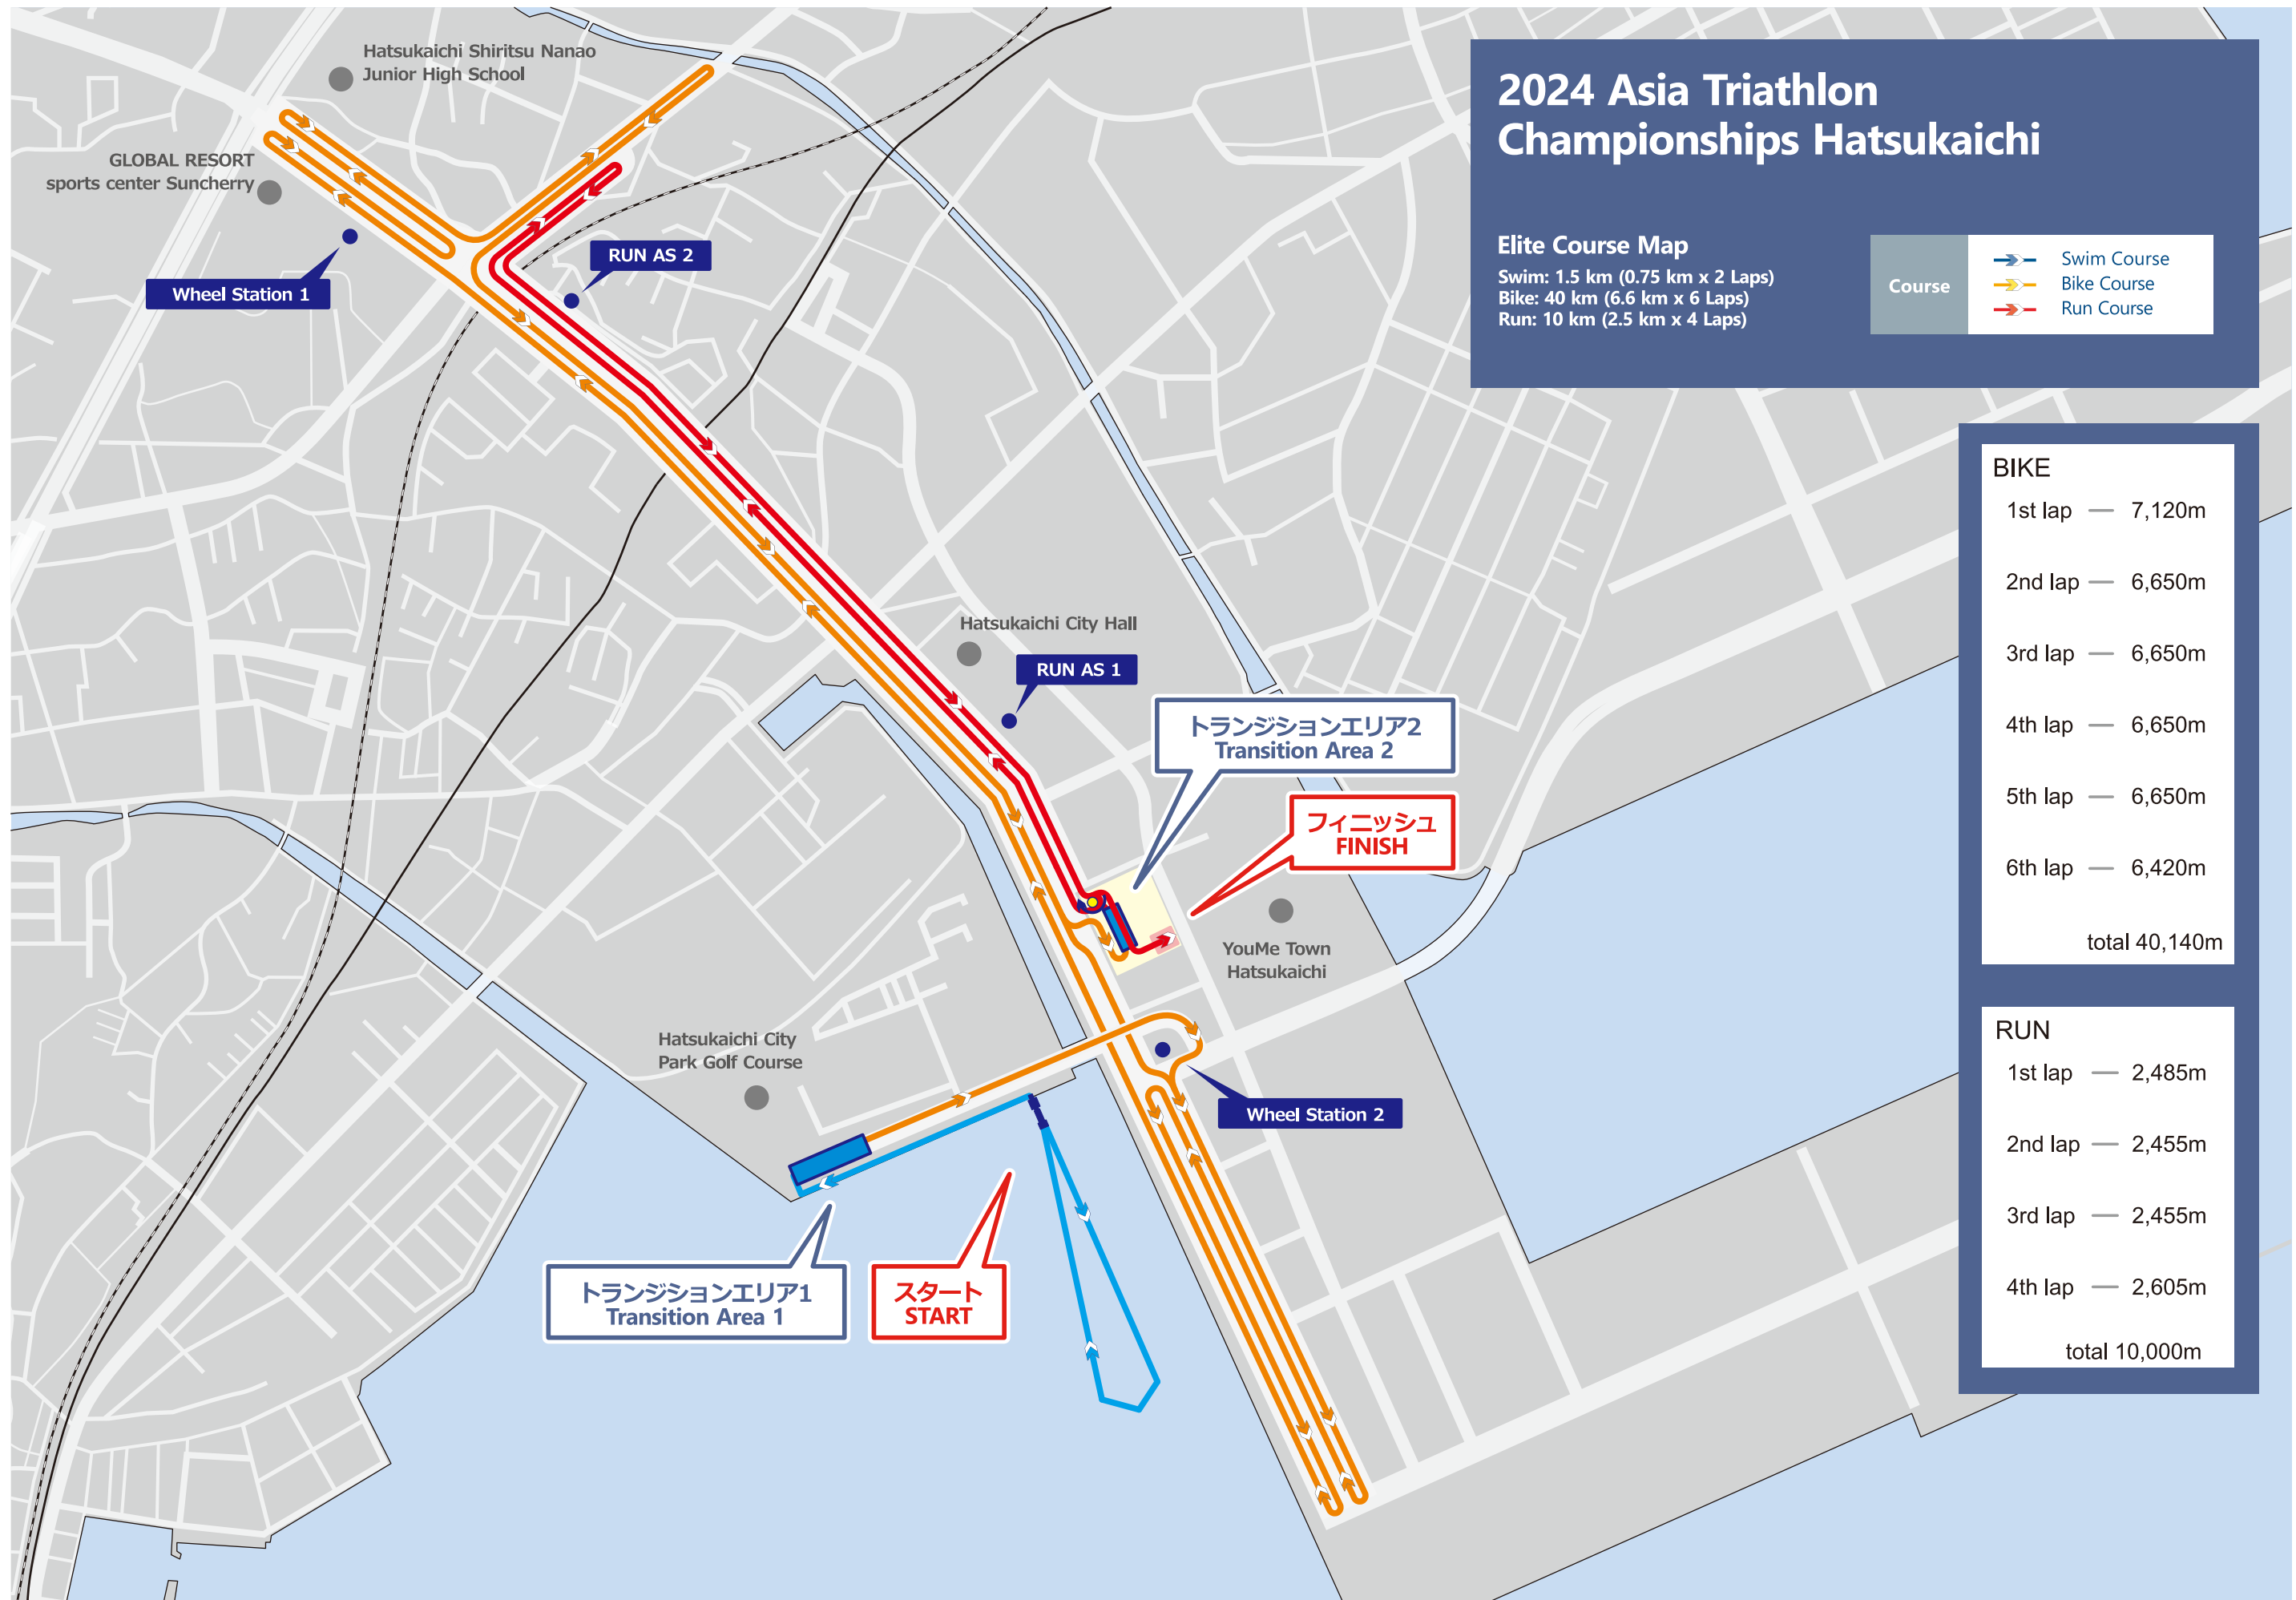 2024 Asia Triathlon
Championships Hatsukaichi
Elite Course Map
Swim: 1.5 km (0.75 km x 2 Laps)
Bike: 40 km (6.6 km x 6 Laps)
Run: 10 km (2.5 km x 4 Laps)
Course
Swim Course
Bike Course
Run Course
Hatsukaichi Shiritsu Nanao
Junior High School
GLOBAL RESORT
sports center Suncherry
Wheel Station 1
RUN AS 2
Hatsukaichi City Hall
RUN AS 1
トランジションエリア2
Transition Area 2
フィニッシュ
FINISH
YouMe Town
Hatsukaichi
Hatsukaichi City
Park Golf Course
Wheel Station 2
トランジションエリア1
Transition Area 1
スタート
START
BIKE
1st lap — 7,120m
2nd lap — 6,650m
3rd lap — 6,650m
4th lap — 6,650m
5th lap — 6,650m
6th lap — 6,420m
total 40,140m
RUN
1st lap — 2,485m
2nd lap — 2,455m
3rd lap — 2,455m
4th lap — 2,605m
total 10,000m